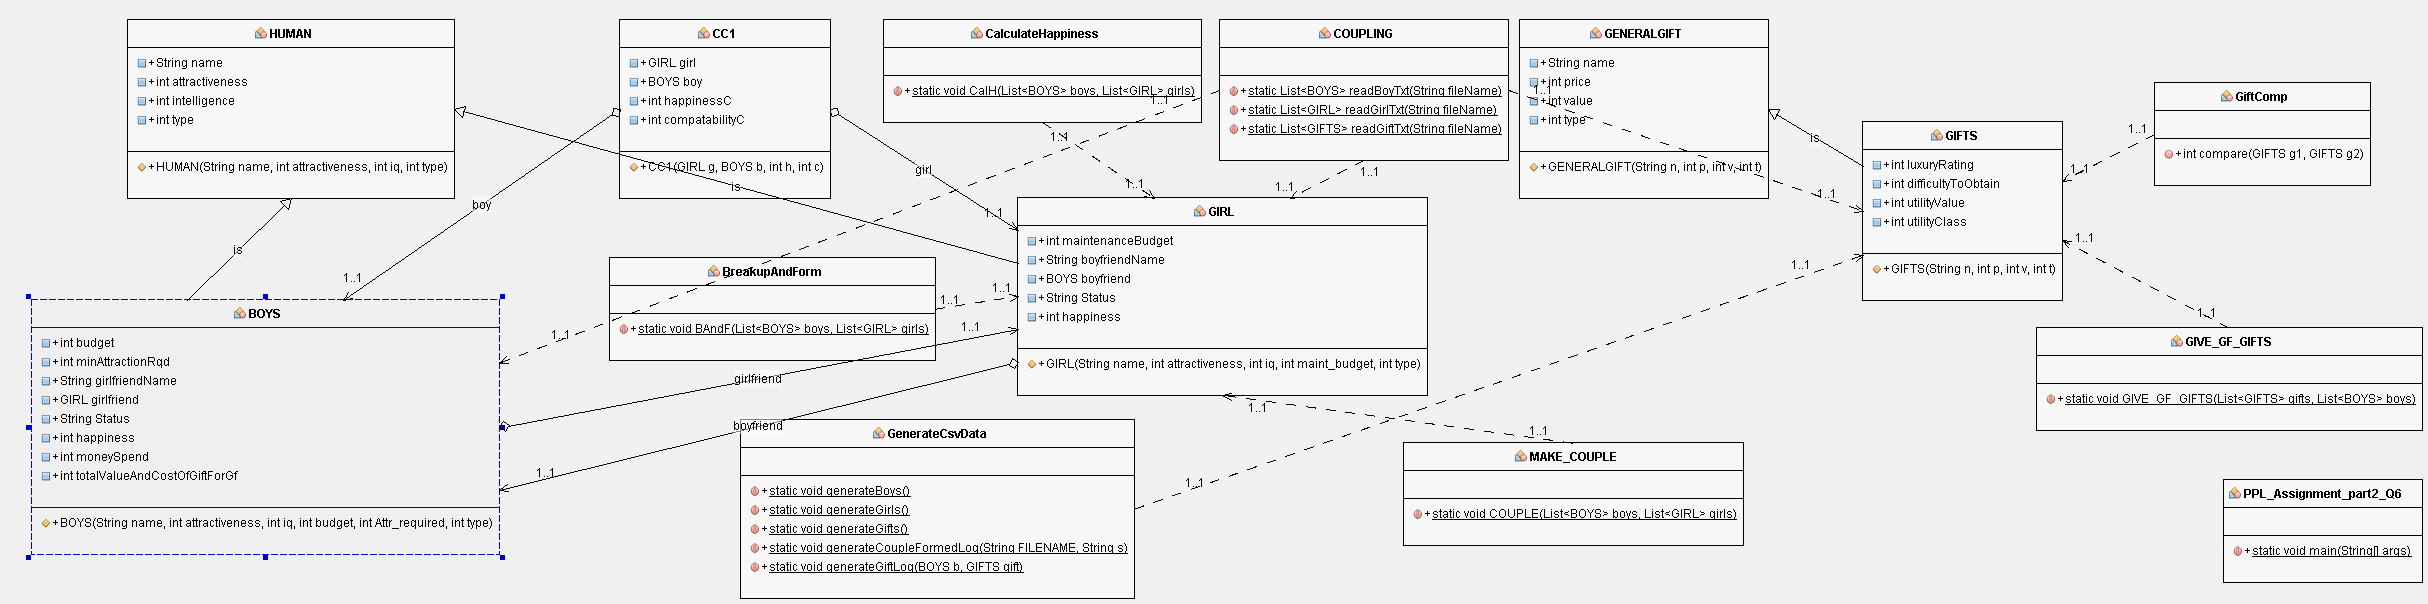 HUMAN
+String name
+int attractiveness
+int intelligence
+int type
+HUMAN(String name, int attractiveness, int iq, int type)
CC1
+GIRL girl
+BOYS boy
+int happinessC
+int compatabilityC
+CC1(GIRL g, BOYS b, int h, int c)
CalculateHappiness
+static void CalH(List<BOYS> boys, List<GIRL> girls)
COUPLING
+static List<BOYS> readBoyTxt(String fileName)
+static List<GIRL> readGirlTxt(String fileName)
+static List<GIFTS> readGiftTxt(String fileName)
GENERALGIFT
+String name
+int price
+int value
+int type
+GENERALGIFT(String n, int p, int v, int t)
GIFTS
+int luxuryRating
+int difficultyToObtain
+int utilityValue
+int utilityClass
+GIFTS(String n, int p, int v, int t)
GiftComp
+int compare(GIFTS g1, GIFTS g2)
1..1
1..1
1..1
1..1
1..1
1..1
1..1
1..1
1..1
is
is
is
is
boy
girl
1..1
1..1
GIRL
+int maintenanceBudget
+String boyfriendName
+BOYS boyfriend
+String Status
+int happiness
+GIRL(String name, int attractiveness, int iq, int maint_budget, int type)
BreakupAndForm
+static void BAndF(List<BOYS> boys, List<GIRL> girls)
1..1
1..1
1..1
1..1
1..1
1..1
1..1
BOYS
+int budget
+int minAttractionRqd
+String girlfriendName
+GIRL girlfriend
+String Status
+int happiness
+int moneySpend
+int totalValueAndCostOfGiftForGf
+BOYS(String name, int attractiveness, int iq, int budget, int Attr_required, int type)
girlfriend
boyfriend
1..1
GIVE_GF_GIFTS
+static void GIVE_GF_GIFTS(List<GIFTS> gifts, List<BOYS> boys)
GenerateCsvData
+static void generateBoys()
+static void generateGirls()
+static void generateGifts()
+static void generateCoupleFormedLog(String FILENAME, String s)
+static void generateGiftLog(BOYS b, GIFTS gift)
1..1
1..1
1..1
MAKE_COUPLE
+static void COUPLE(List<BOYS> boys, List<GIRL> girls)
PPL_Assignment_part2_Q6
+static void main(String[] args)